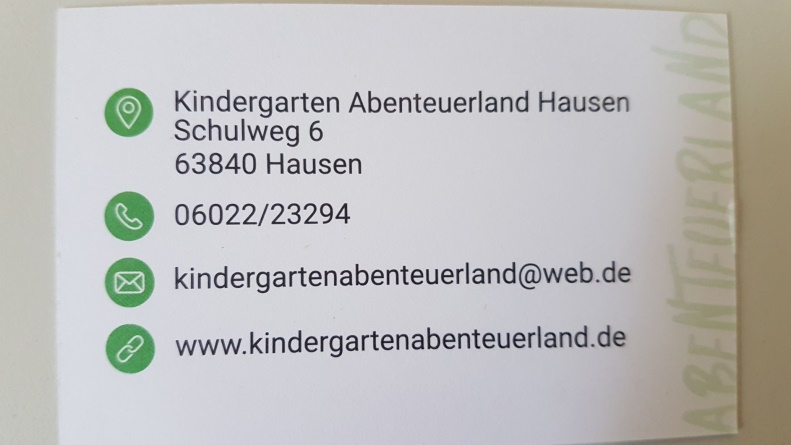 Kindergarten Abenteuerland Hausen
Schulweg 6
63840 Hausen
06022/23294
kindergartenabenteuerland@web.de
www.kindergartenabenteuerland.de
ABENTEUERLAND